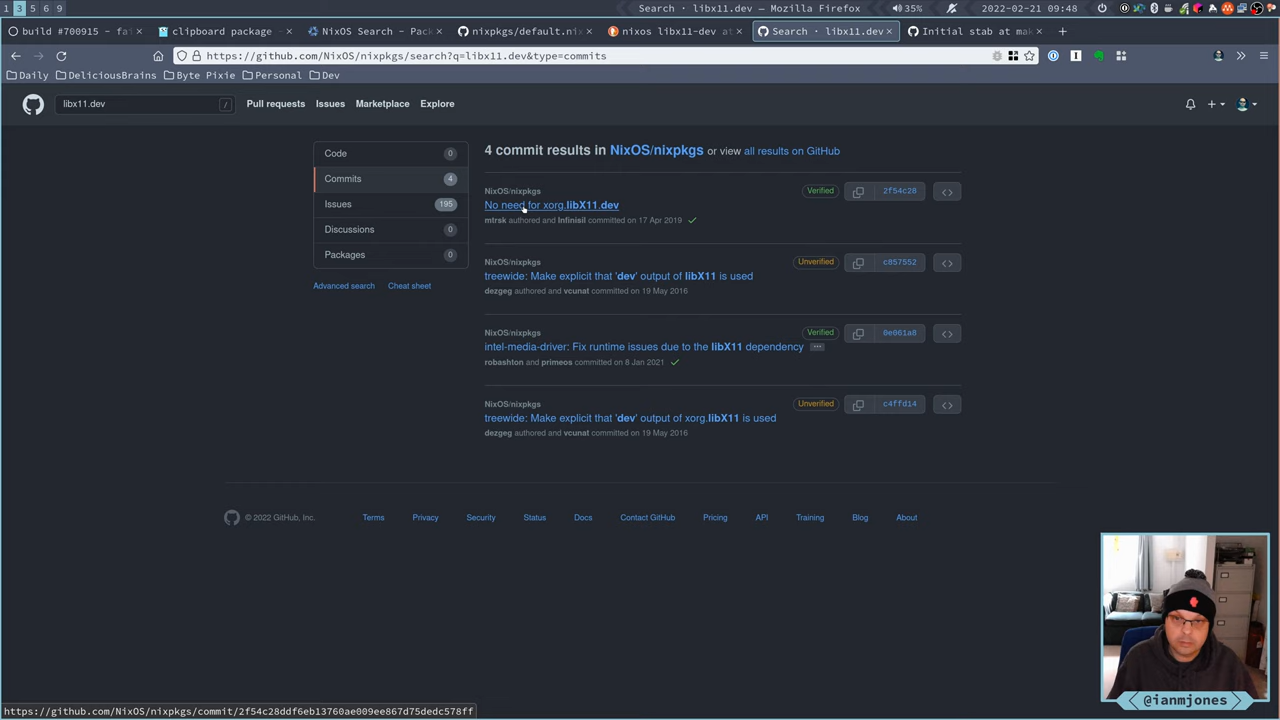 1 2 3 5 6 9
Search · libx11.dev — Mozilla Firefox
35%
2022-02-21 09:48
build #700915 – fai
clipboard package -
NixOS Search - Pack
nixpkgs/default.nix
nixos libx11-dev at
Search · libx11.dev
Initial stab at mak
https://github.com/NixOS/nixpkgs/search?q=libx11.dev&type=commits
Daily DeliciousBrains Byte Pixie Personal Dev
libx11.dev /
Pull requests Issues Marketplace Explore
Code 0
Commits 4
Issues 195
Discussions 0
Packages 0
Advanced search Cheat sheet
4 commit results in NixOS/nixpkgs or view all results on GitHub
NixOS/nixpkgs
No need for xorg.libX11.dev
mtrsk authored and Infinisil committed on 17 Apr 2019
Verified 2f54c28 <>
NixOS/nixpkgs
treewide: Make explicit that 'dev' output of libX11 is used
dezgeg authored and vcunat committed on 19 May 2016
Unverified c857552 <>
NixOS/nixpkgs
intel-media-driver: Fix runtime issues due to the libX11 dependency ...
robashton and primeos committed on 8 Jan 2021
Verified 0e061a8 <>
NixOS/nixpkgs
treewide: Make explicit that 'dev' output of xorg.libX11 is used
dezgeg authored and vcunat committed on 19 May 2016
Unverified c4ffd14 <>
© 2022 GitHub, Inc.
Terms Privacy Security Status Docs Contact GitHub Pricing API Training Blog About
@ianmjones
https://github.com/NixOS/nixpkgs/commit/2f54c28ddf6eb13760ae009ee867d75dedc578ff